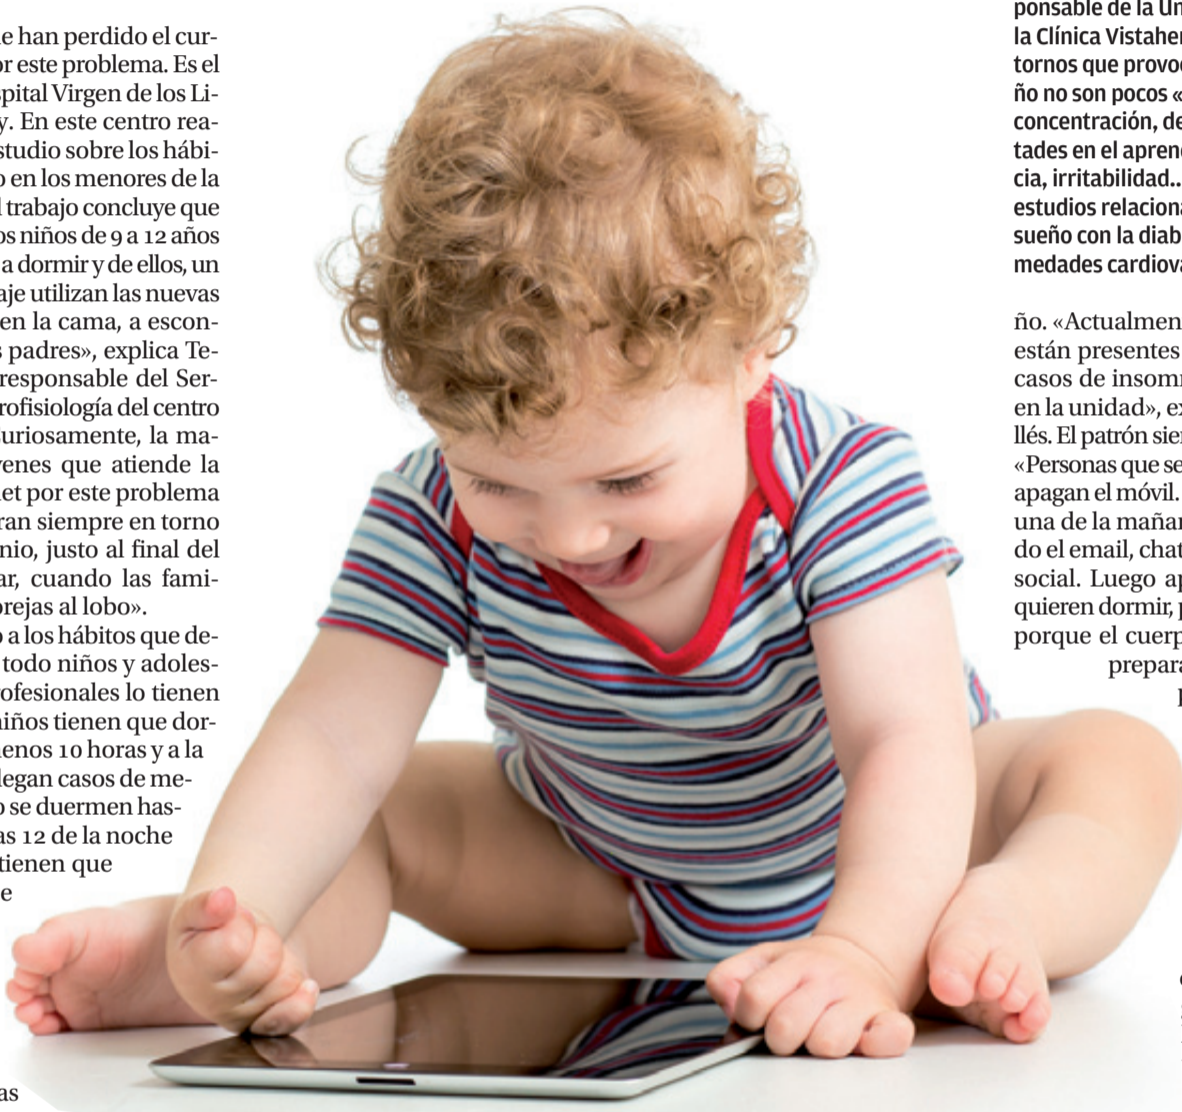 e han perdido el cur-
or este problema. Es el
spital Virgen de los Li-
y. En este centro rea-
studio sobre los hábi-
o en los menores de la
l trabajo concluye que
os niños de 9 a 12 años
a dormir y de ellos, un
aje utilizan las nuevas
en la cama, a escon-
s padres», explica Te-
responsable del Ser-
rofisiología del centro
uriosamente, la ma-
venes que atiende la
et por este problema
ran siempre en torno
nio, justo al final del
ar, cuando las fami-
orejas al lobo».
o a los hábitos que de-
todo niños y adoles-
rofesionales lo tienen
niños tienen que dor-
enos 10 horas y a la
legan casos de me-
o se duermen has-
as 12 de la noche
tienen que
e
as
ponsable de la Un
la Clínica Vistaher
tornos que provoc
ño no son pocos «
concentración, de
tades en el apren
cia, irritabilidad..
estudios relaciona
sueño con la diab
medades cardiova
ño. «Actualmen
están presentes
casos de insomn
en la unidad», ex
llés. El patrón sier
«Personas que se
apagan el móvil.
una de la mañan
do el email, chat
social. Luego ap
quieren dormir, p
porque el cuerp
prepara